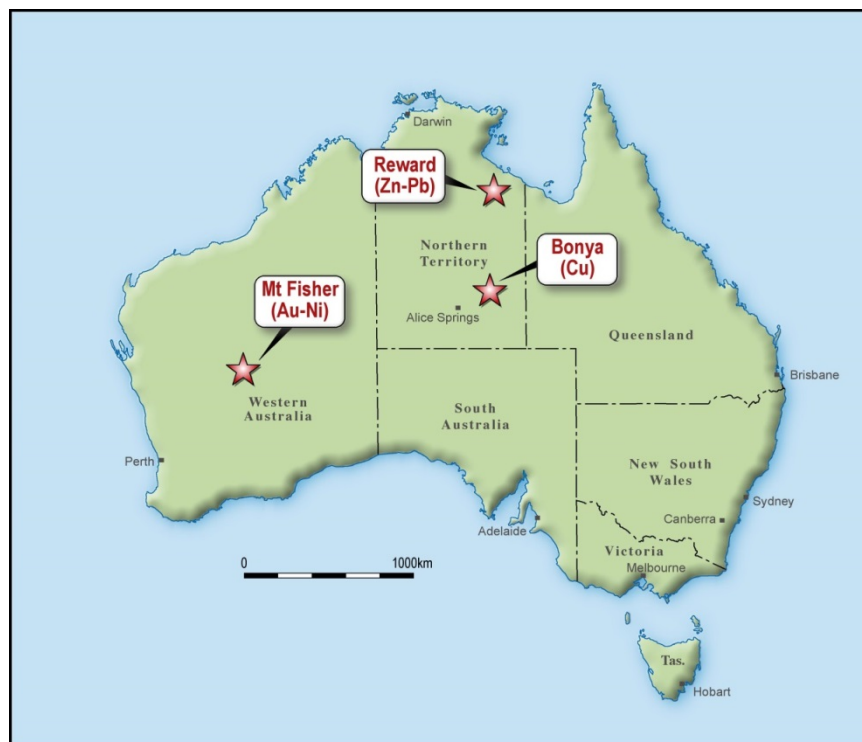 Darwin
Reward
(Zn-Pb)
Northern
Territory
Bonya
(Cu)
Mt Fisher
(Au-Ni)
Alice Springs
Queensland
Brisbane
Western
Australia
South
Australia
Perth
New South
Wales
Sydney
Canberra
Adelaide
Victoria
Melbourne
0
1000km
Tas.
Hobart